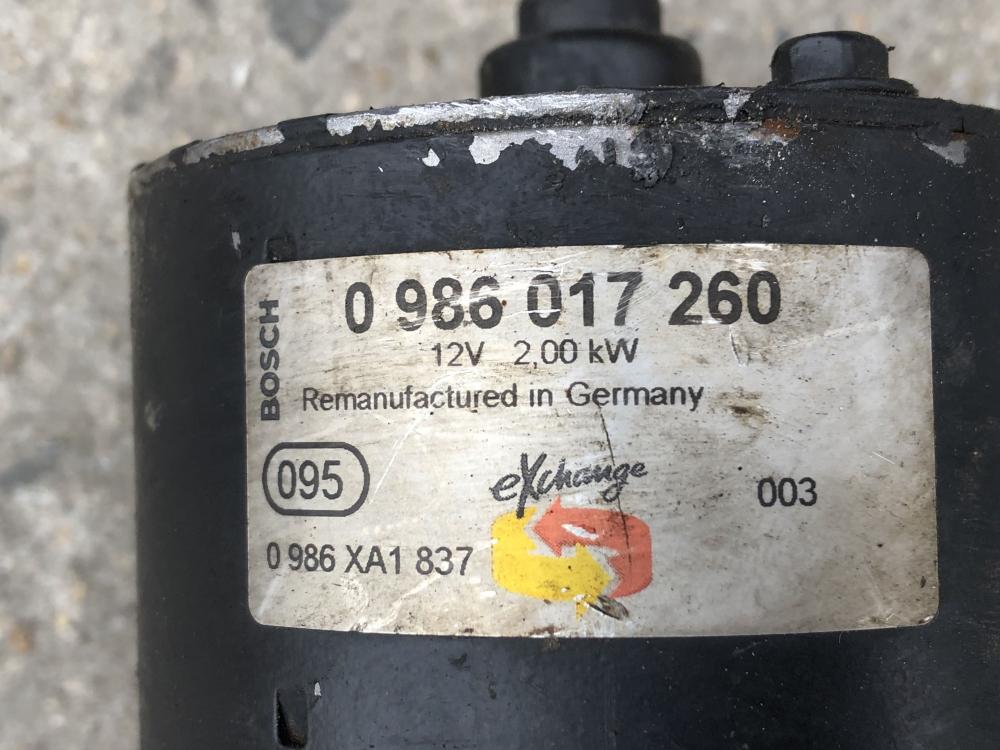 BOSCH
0 986 017 260
12V 2,00 kW
Remanufactured in Germany
095
eXchange
003
0 986 XA1 837